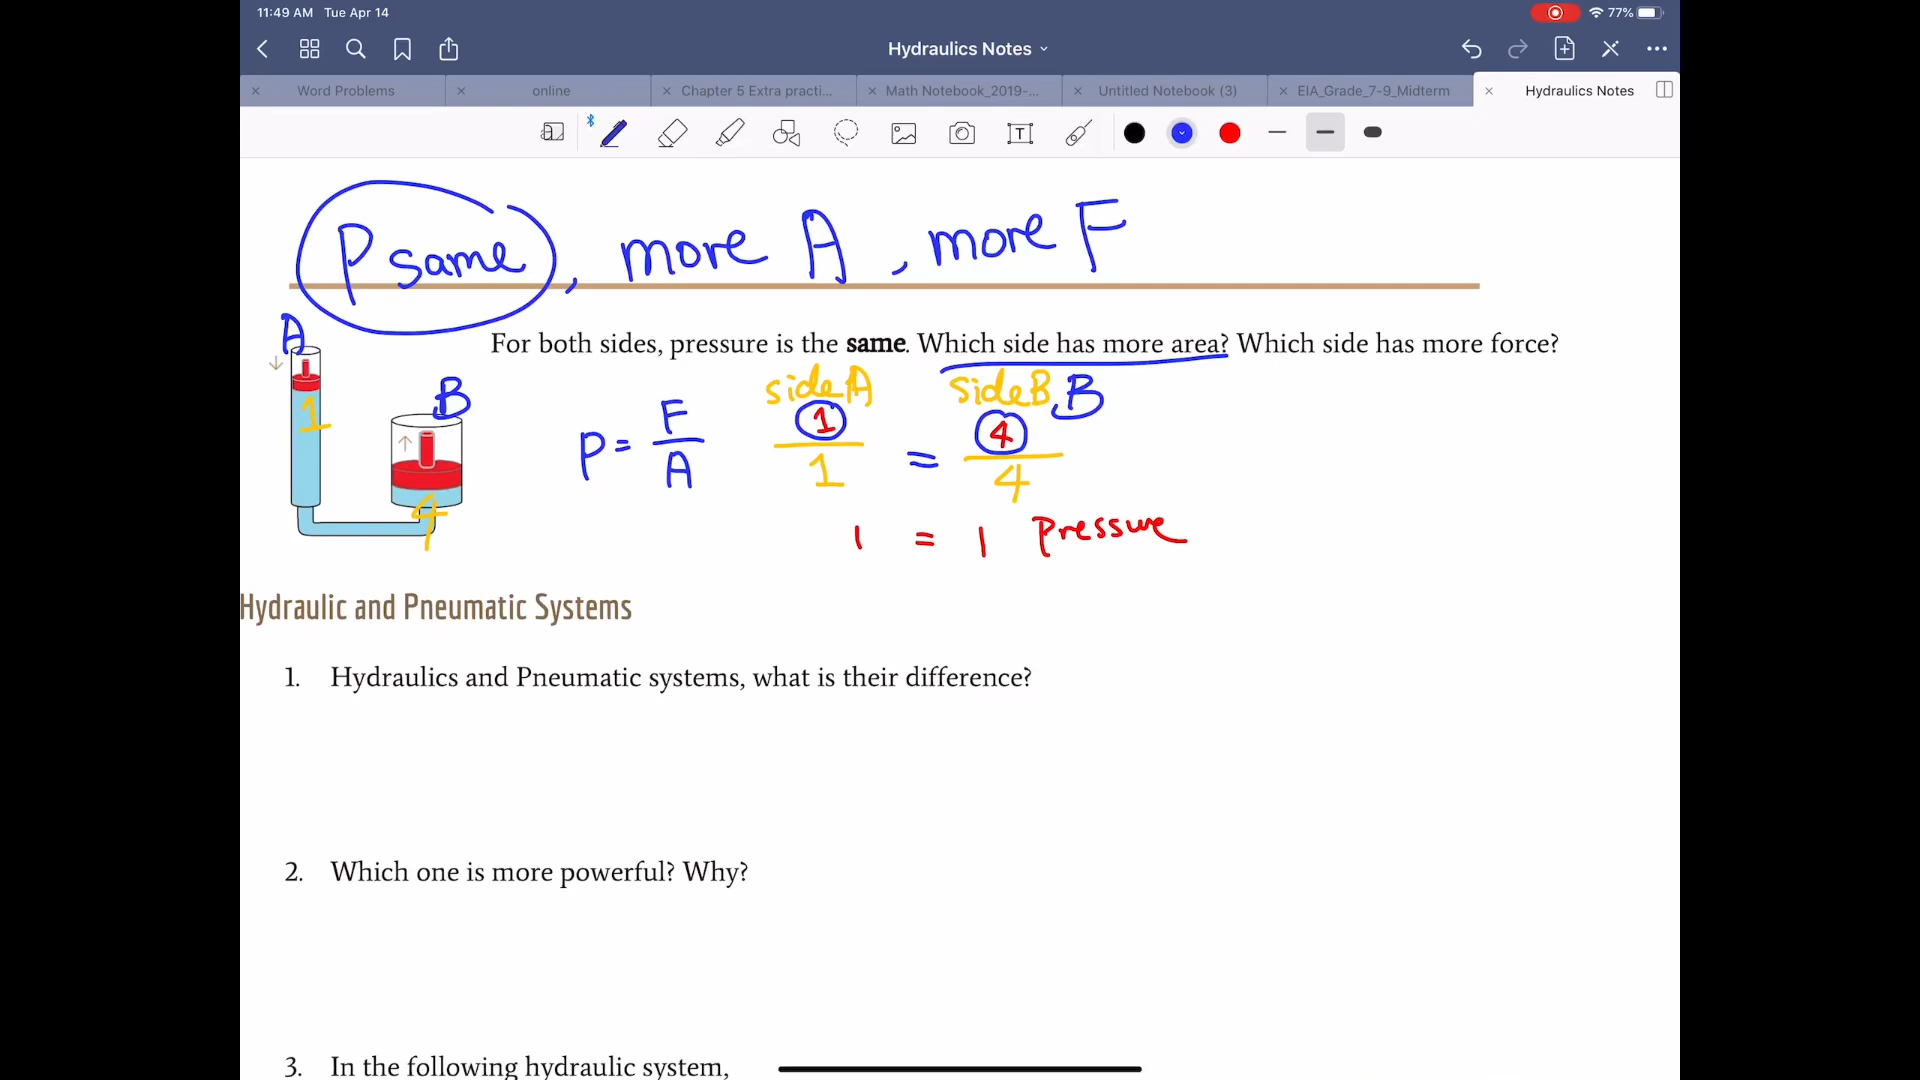 11:49 AM Tue Apr 14
77%
Hydraulics Notes
Word Problems
online
Chapter 5 Extra practi...
Math Notebook_2019-...
Untitled Notebook (3)
EIA_Grade_7-9_Midterm
Hydraulics Notes
P same, more A, more F
For both sides, pressure is the same. Which side has more area? Which side has more force?
A
B
1
4
side A
side B B
P = F/A
1/1 = 4/4
1 = 1 Pressure
Hydraulic and Pneumatic Systems
1. Hydraulics and Pneumatic systems, what is their difference?
2. Which one is more powerful? Why?
3. In the following hydraulic system,